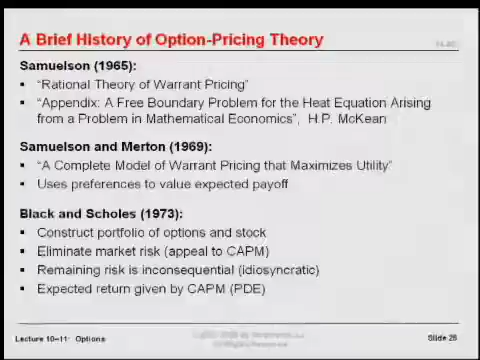 A Brief History of Option-Pricing Theory
Samuelson (1965):
▪ “Rational Theory of Warrant Pricing”
▪ “Appendix: A Free Boundary Problem for the Heat Equation Arising
from a Problem in Mathematical Economics”, H.P. McKean
Samuelson and Merton (1969):
▪ “A Complete Model of Warrant Pricing that Maximizes Utility”
▪ Uses preferences to value expected payoff
Black and Scholes (1973):
▪ Construct portfolio of options and stock
▪ Eliminate market risk (appeal to CAPM)
▪ Remaining risk is inconsequential (idiosyncratic)
▪ Expected return given by CAPM (PDE)
Lecture 10–11: Options
Slide 26